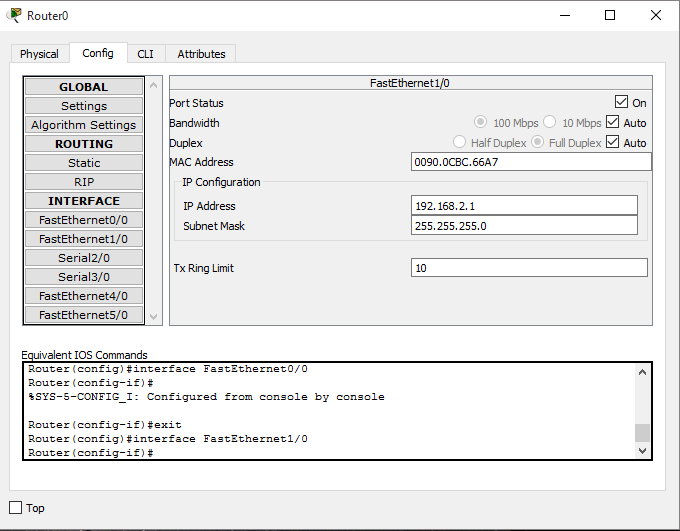 Router0
Physical Config CLI Attributes
GLOBAL
Settings
Algorithm Settings
ROUTING
Static
RIP
INTERFACE
FastEthernet0/0
FastEthernet1/0
Serial2/0
Serial3/0
FastEthernet4/0
FastEthernet5/0
FastEthernet1/0
Port Status On
Bandwidth 100 Mbps 10 Mbps Auto
Duplex Half Duplex Full Duplex Auto
MAC Address 0090.0CBC.66A7
IP Configuration
IP Address 192.168.2.1
Subnet Mask 255.255.255.0
Tx Ring Limit 10
Equivalent IOS Commands
Router(config)#interface FastEthernet0/0
Router(config-if)#
%SYS-5-CONFIG_I: Configured from console by console
Router(config-if)#exit
Router(config)#interface FastEthernet1/0
Router(config-if)#
Top